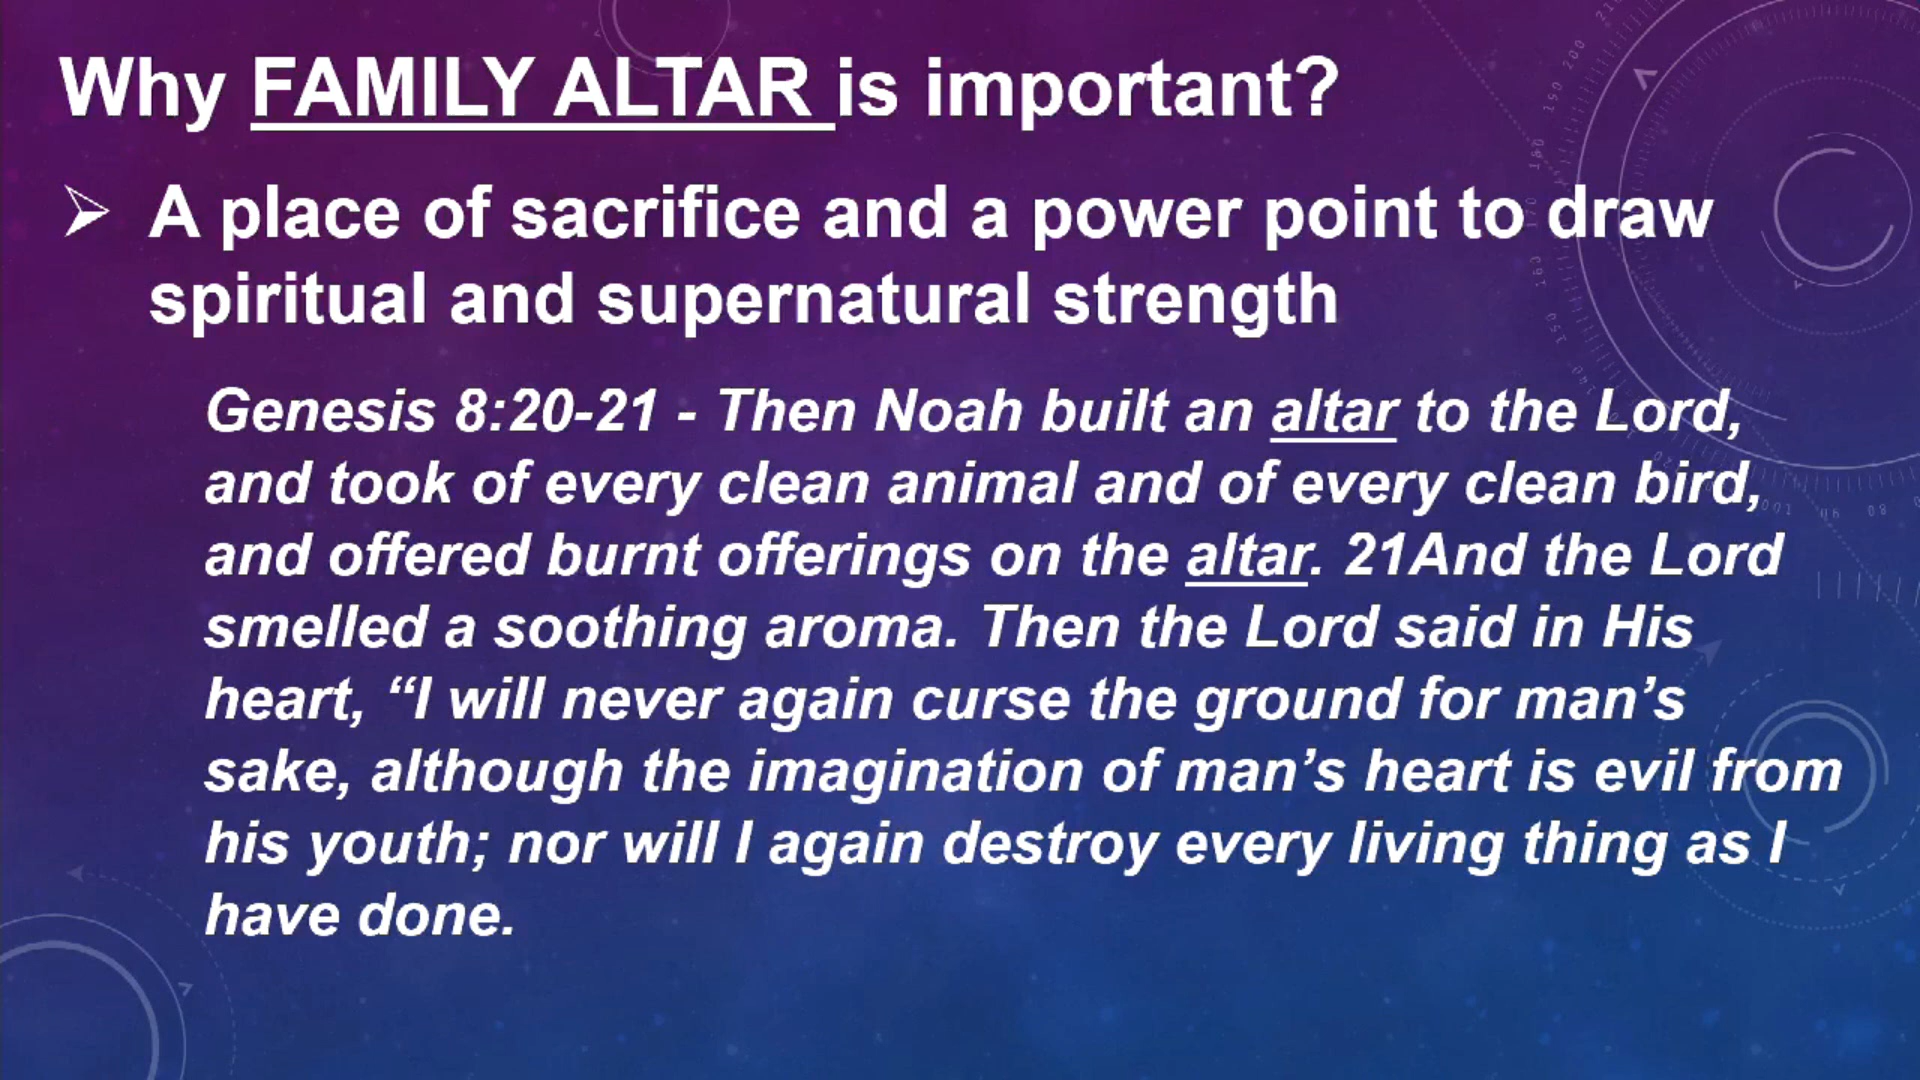 Why FAMILY ALTAR is important?
➢ A place of sacrifice and a power point to draw
spiritual and supernatural strength
Genesis 8:20-21 - Then Noah built an altar to the Lord,
and took of every clean animal and of every clean bird,
and offered burnt offerings on the altar. 21And the Lord
smelled a soothing aroma. Then the Lord said in His
heart, “I will never again curse the ground for man’s
sake, although the imagination of man’s heart is evil from
his youth; nor will I again destroy every living thing as I
have done.